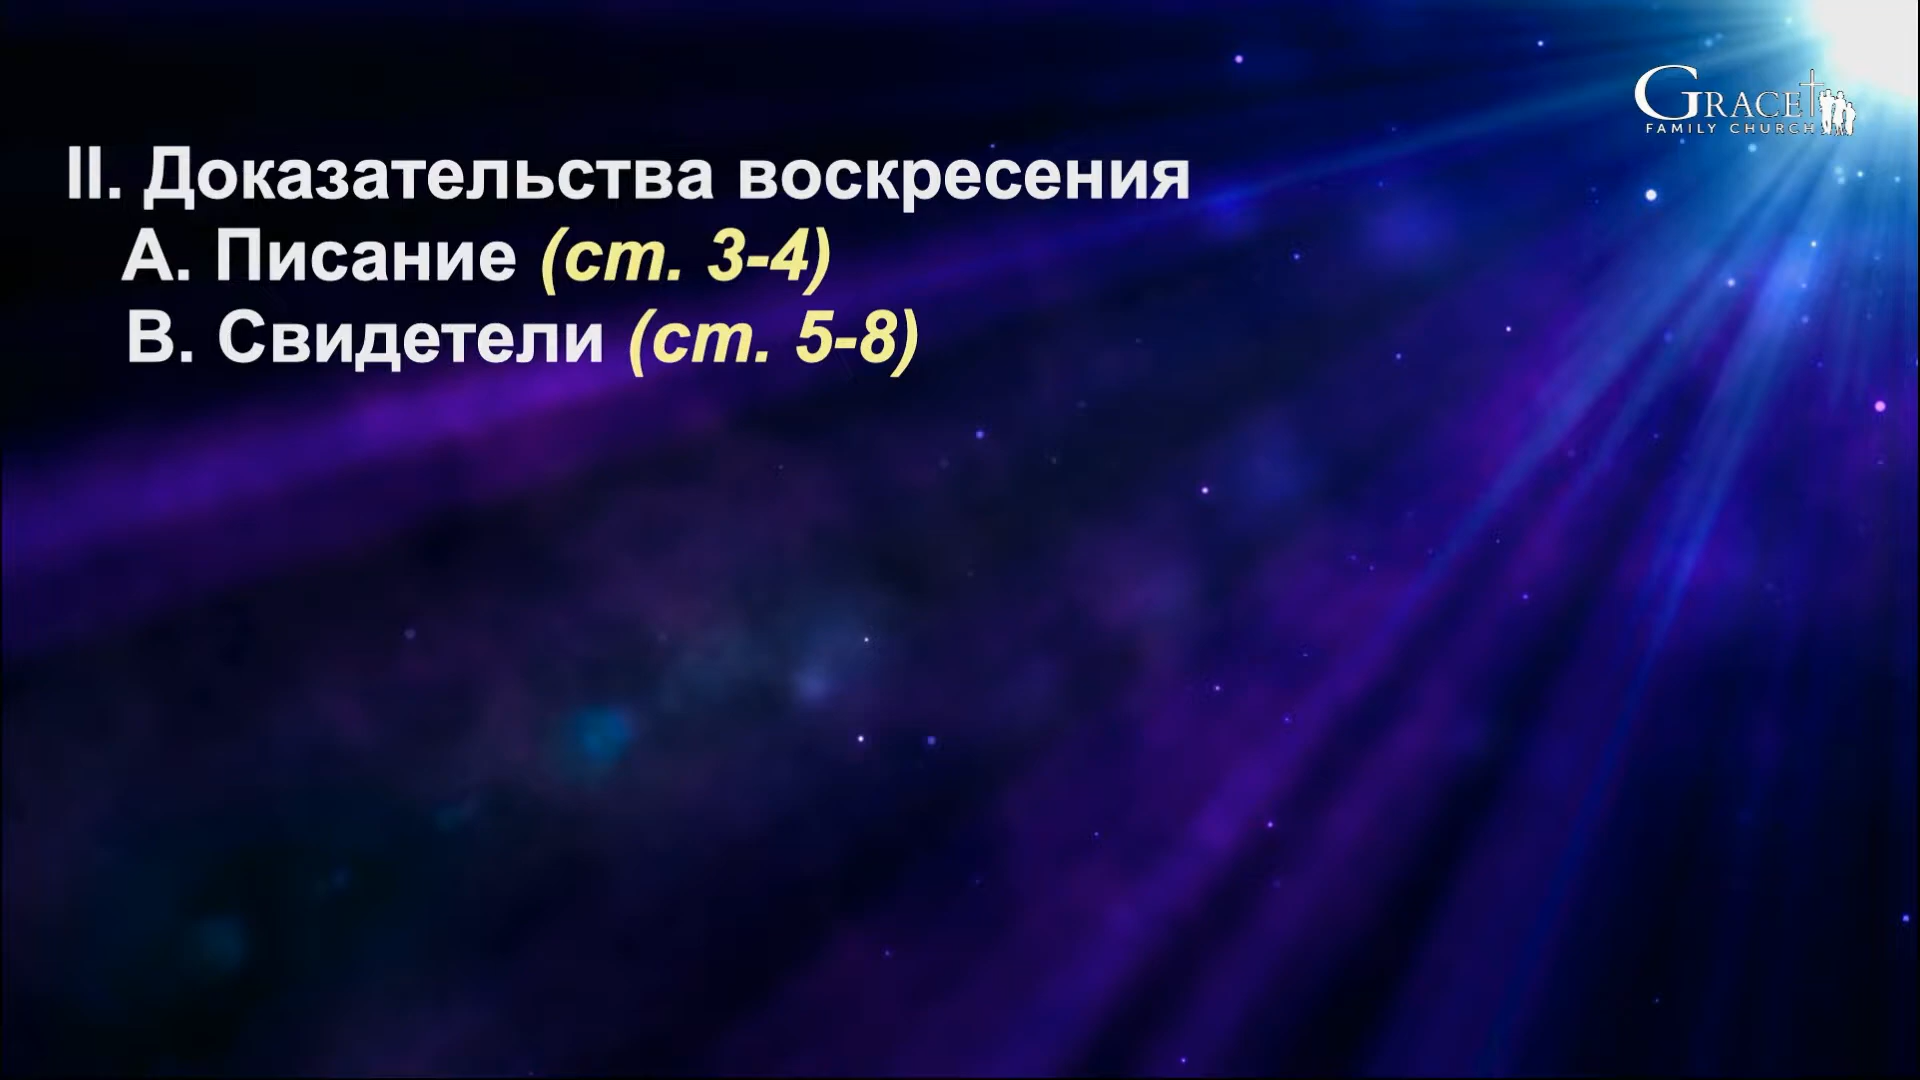 GRACE
FAMILY CHURCH
II. Доказательства воскресения
A. Писание (ст. 3-4)
B. Свидетели (ст. 5-8)